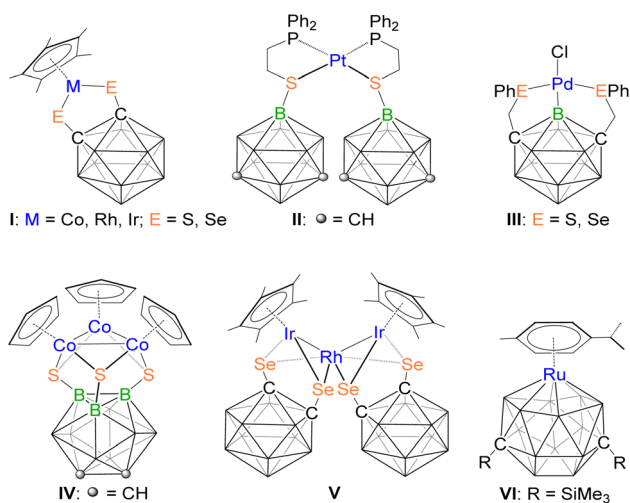 Ph2 Ph2
P P
M E Pt Cl
E S S PhE Pd EPh
C C B B C B C
I: M = Co, Rh, Ir; E = S, Se II: = CH III: E = S, Se
Co Ir Ir
Co Co Se Rh Se Ru
S S S C Se Se C
B B B C C C C
R R
IV: = CH V VI: R = SiMe3